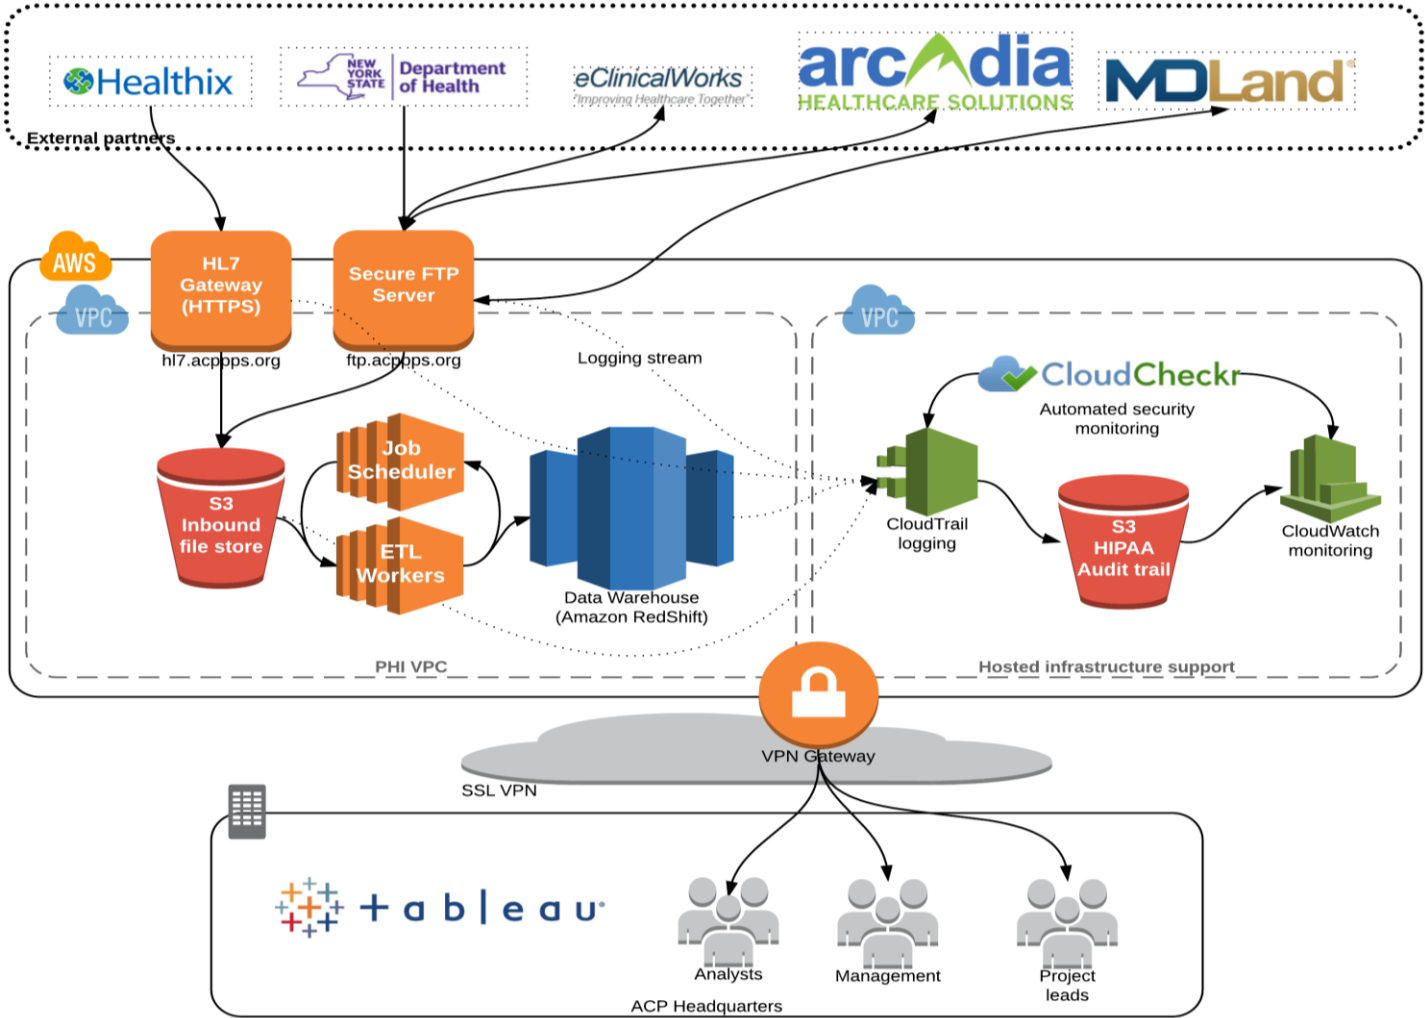 Healthix
NEW
YORK
STATE
Department
of Health
eClinicalWorks
"Improving Healthcare Together"
arcadia
HEALTHCARE SOLUTIONS
MDLand®
External partners
AWS
VPC
HL7
Gateway
(HTTPS)
Secure FTP
Server
VPC
hl7.acppps.org
ftp.acppps.org
Logging stream
CloudCheckr
Automated security
monitoring
Job
Scheduler
S3
Inbound
file store
ETL
Workers
Data Warehouse
(Amazon RedShift)
CloudTrail
logging
S3
HIPAA
Audit trail
CloudWatch
monitoring
PHI VPC
Hosted infrastructure support
VPN Gateway
SSL VPN
+ableau
Analysts
Management
Project
leads
ACP Headquarters